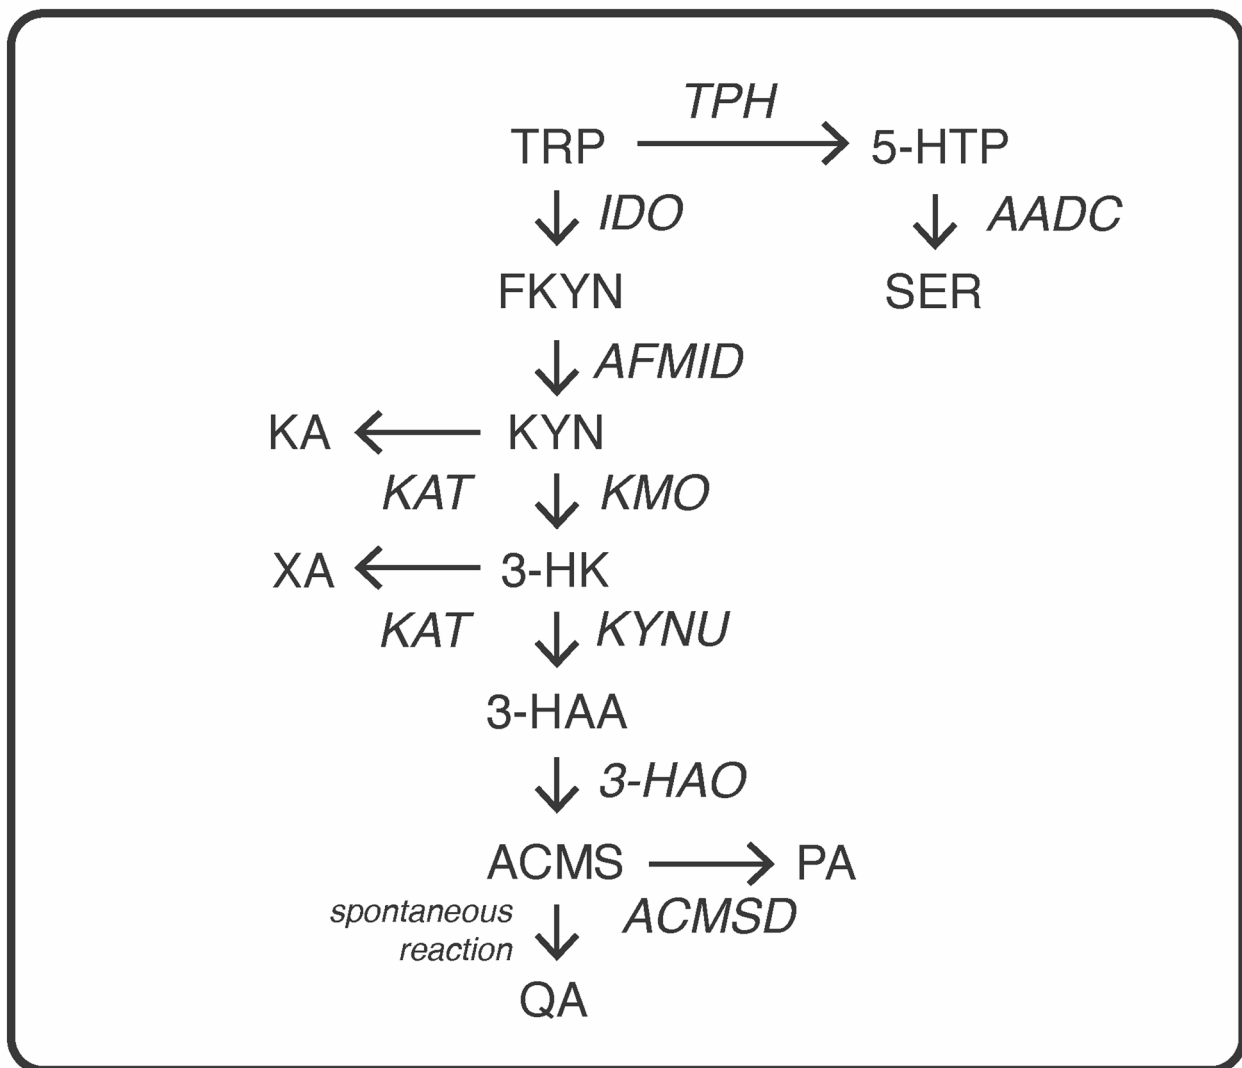 TPH
TRP 5-HTP
IDO AADC
FKYN SER
AFMID
KA KYN
KAT KMO
XA 3-HK
KAT KYNU
3-HAA
3-HAO
ACMS PA
spontaneous ACMSD
reaction
QA